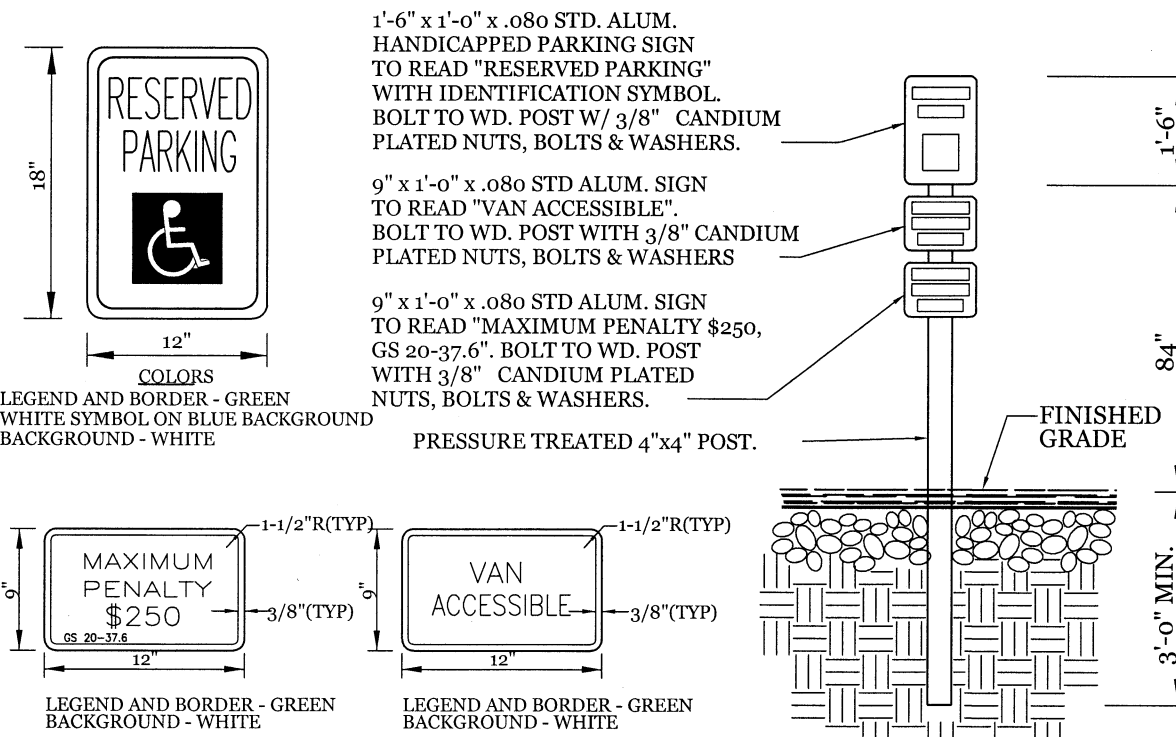 1'-6" x 1'-0" x .080 STD. ALUM.
HANDICAPPED PARKING SIGN
TO READ "RESERVED PARKING"
WITH IDENTIFICATION SYMBOL.
BOLT TO WD. POST W/ 3/8" CANDIUM
PLATED NUTS, BOLTS & WASHERS.
9" x 1'-0" x .080 STD ALUM. SIGN
TO READ "VAN ACCESSIBLE".
BOLT TO WD. POST WITH 3/8" CANDIUM
PLATED NUTS, BOLTS & WASHERS
9" x 1'-0" x .080 STD ALUM. SIGN
TO READ "MAXIMUM PENALTY $250,
GS 20-37.6". BOLT TO WD. POST
WITH 3/8" CANDIUM PLATED
NUTS, BOLTS & WASHERS.
PRESSURE TREATED 4"x4" POST.
RESERVED
PARKING
18"
12"
COLORS
LEGEND AND BORDER - GREEN
WHITE SYMBOL ON BLUE BACKGROUND
BACKGROUND - WHITE
1'-6"
84"
FINISHED
GRADE
3'-0" MIN.
1-1/2"R(TYP)
MAXIMUM
PENALTY
$250
GS 20-37.6
9"
3/8"(TYP)
12"
LEGEND AND BORDER - GREEN
BACKGROUND - WHITE
1-1/2"R(TYP)
VAN
ACCESSIBLE
9"
3/8"(TYP)
12"
LEGEND AND BORDER - GREEN
BACKGROUND - WHITE